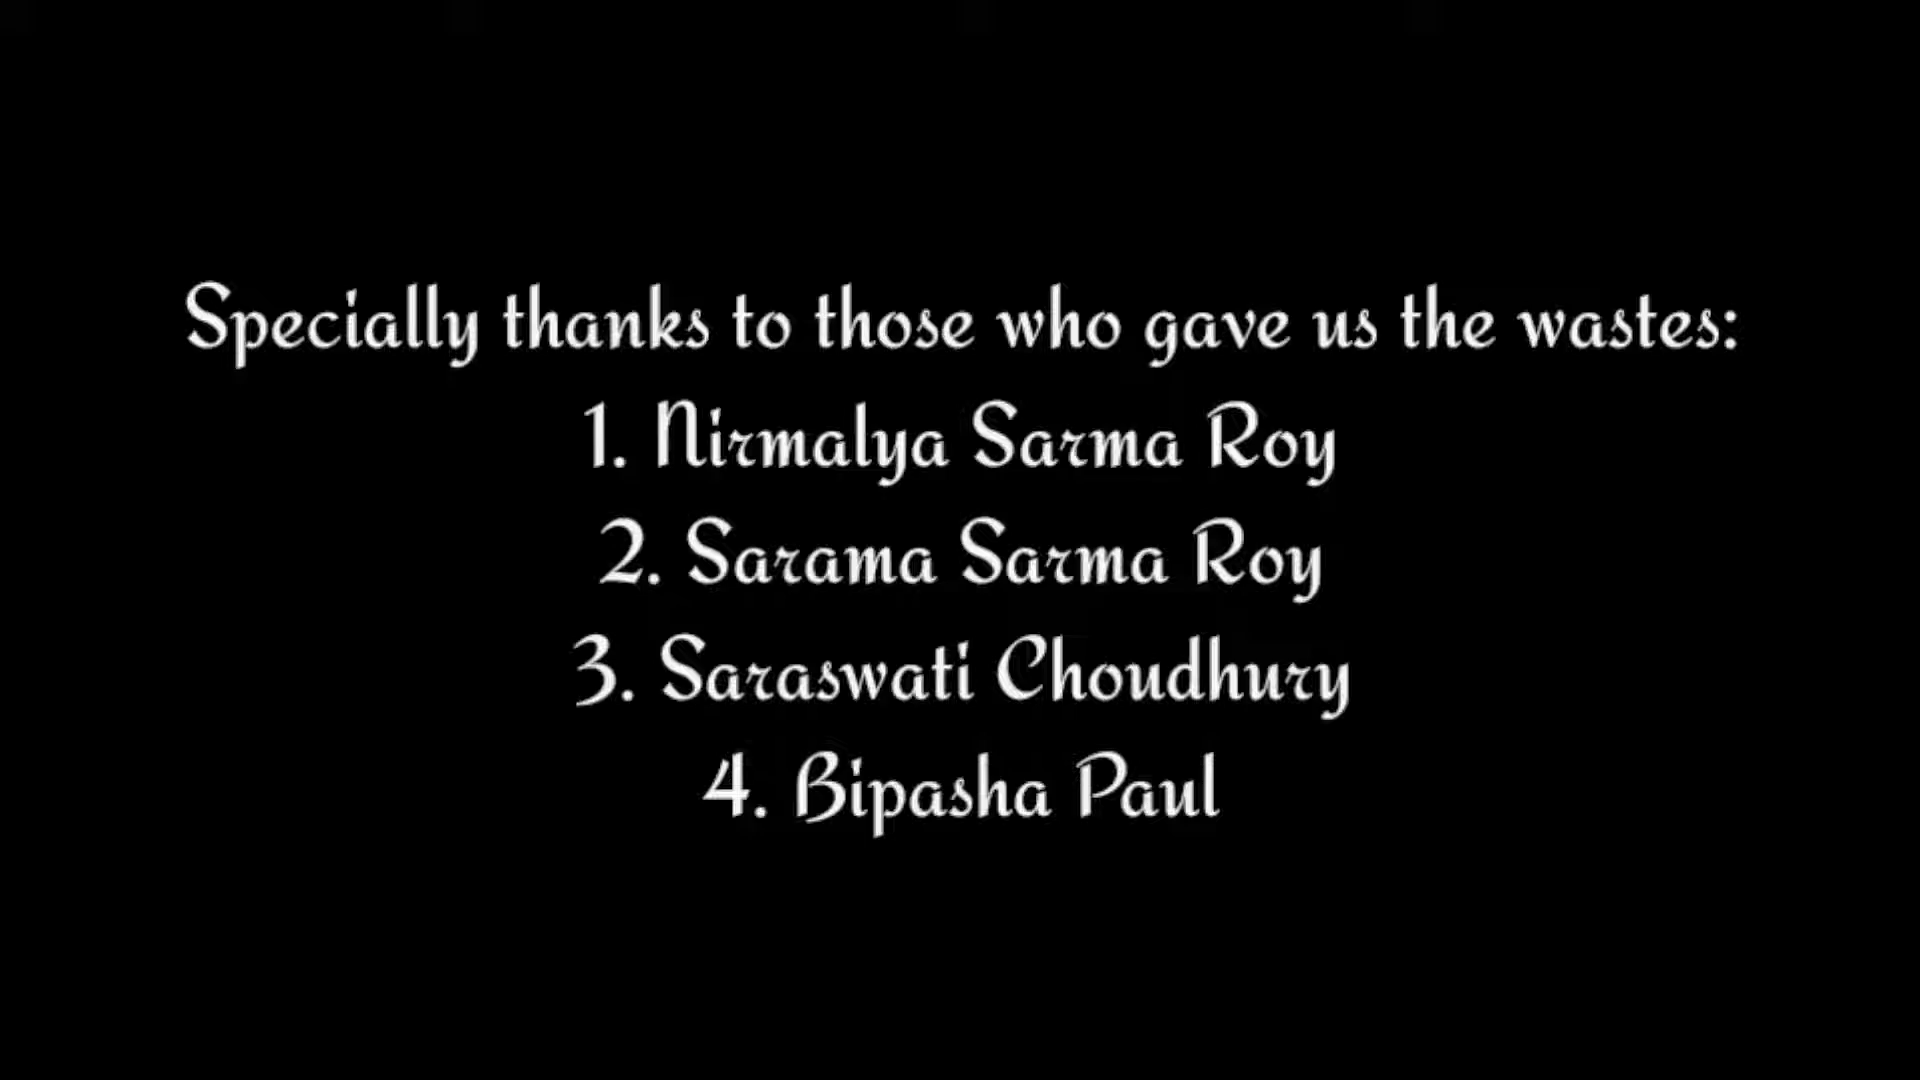 Specially thanks to those who gave us the wastes:
1. Nirmalya Sarma Roy
2. Sarama Sarma Roy
3. Saraswati Choudhury
4. Bipasha Paul